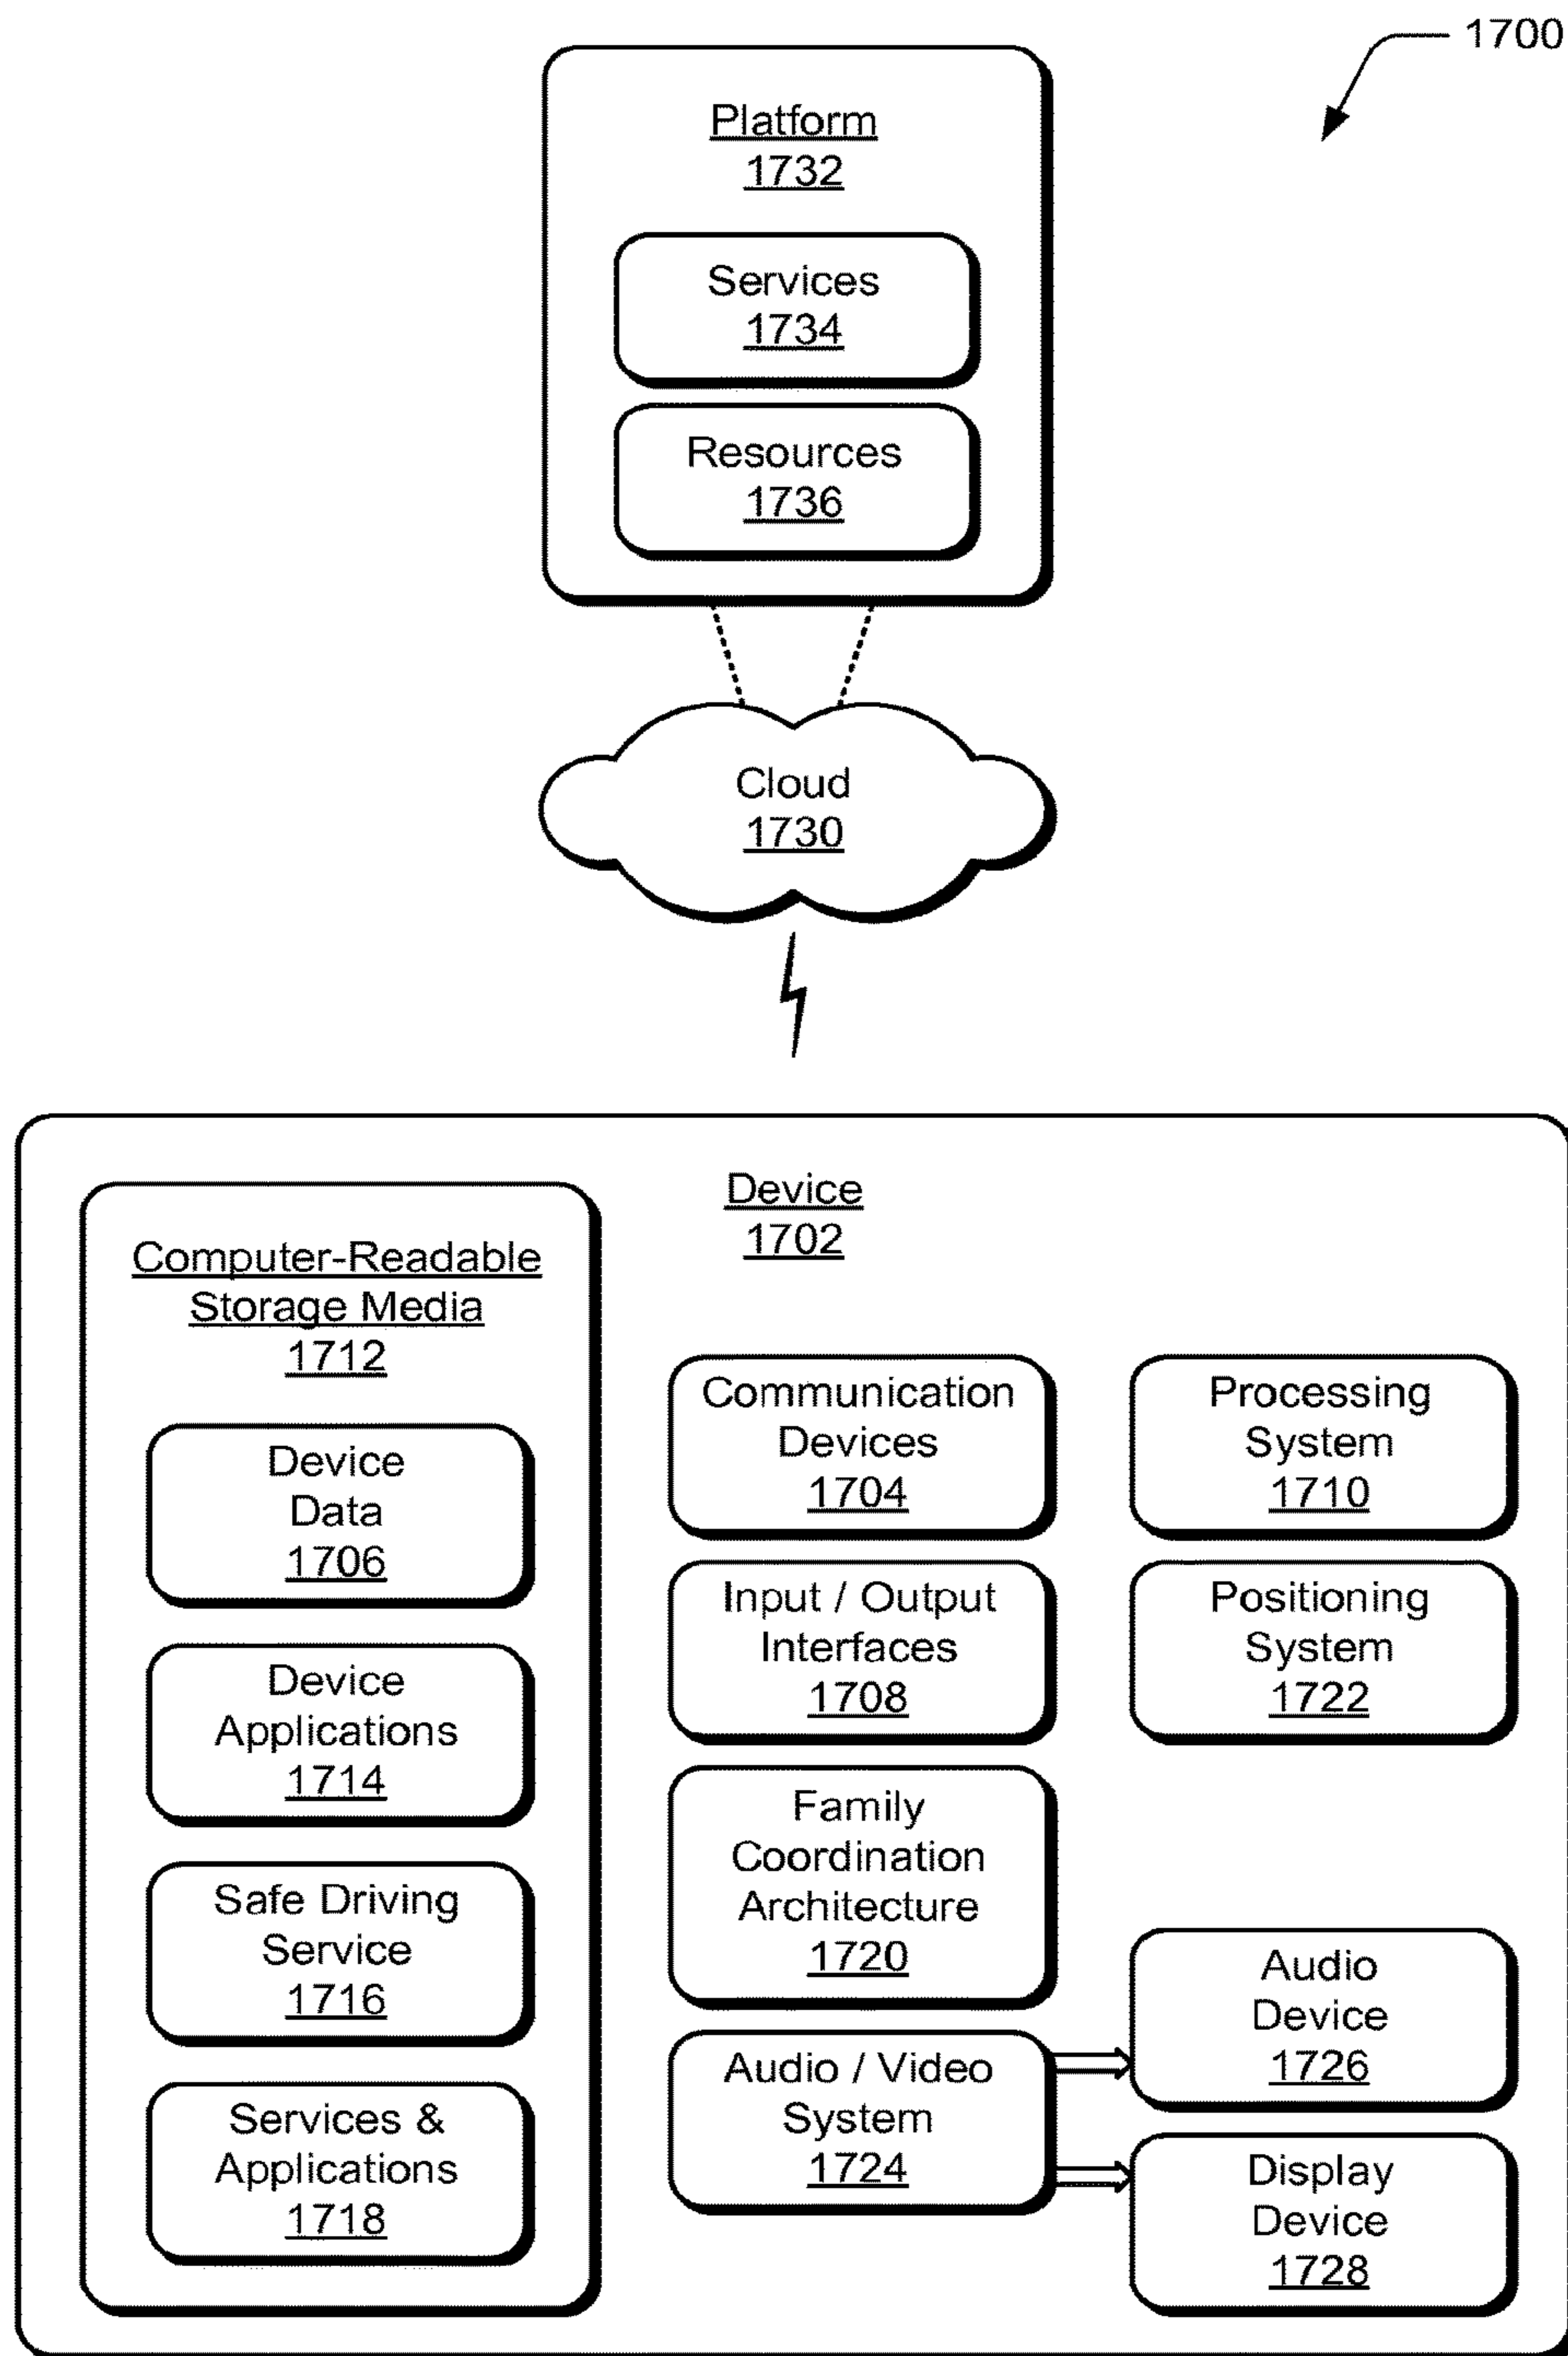 1700
Platform
1732
Services
1734
Resources
1736
Cloud
1730
Device
1702
Computer-Readable
Storage Media
1712
Device
Data
1706
Device
Applications
1714
Safe Driving
Service
1716
Services &
Applications
1718
Communication
Devices
1704
Processing
System
1710
Input / Output
Interfaces
1708
Positioning
System
1722
Family
Coordination
Architecture
1720
Audio / Video
System
1724
Audio
Device
1726
Display
Device
1728